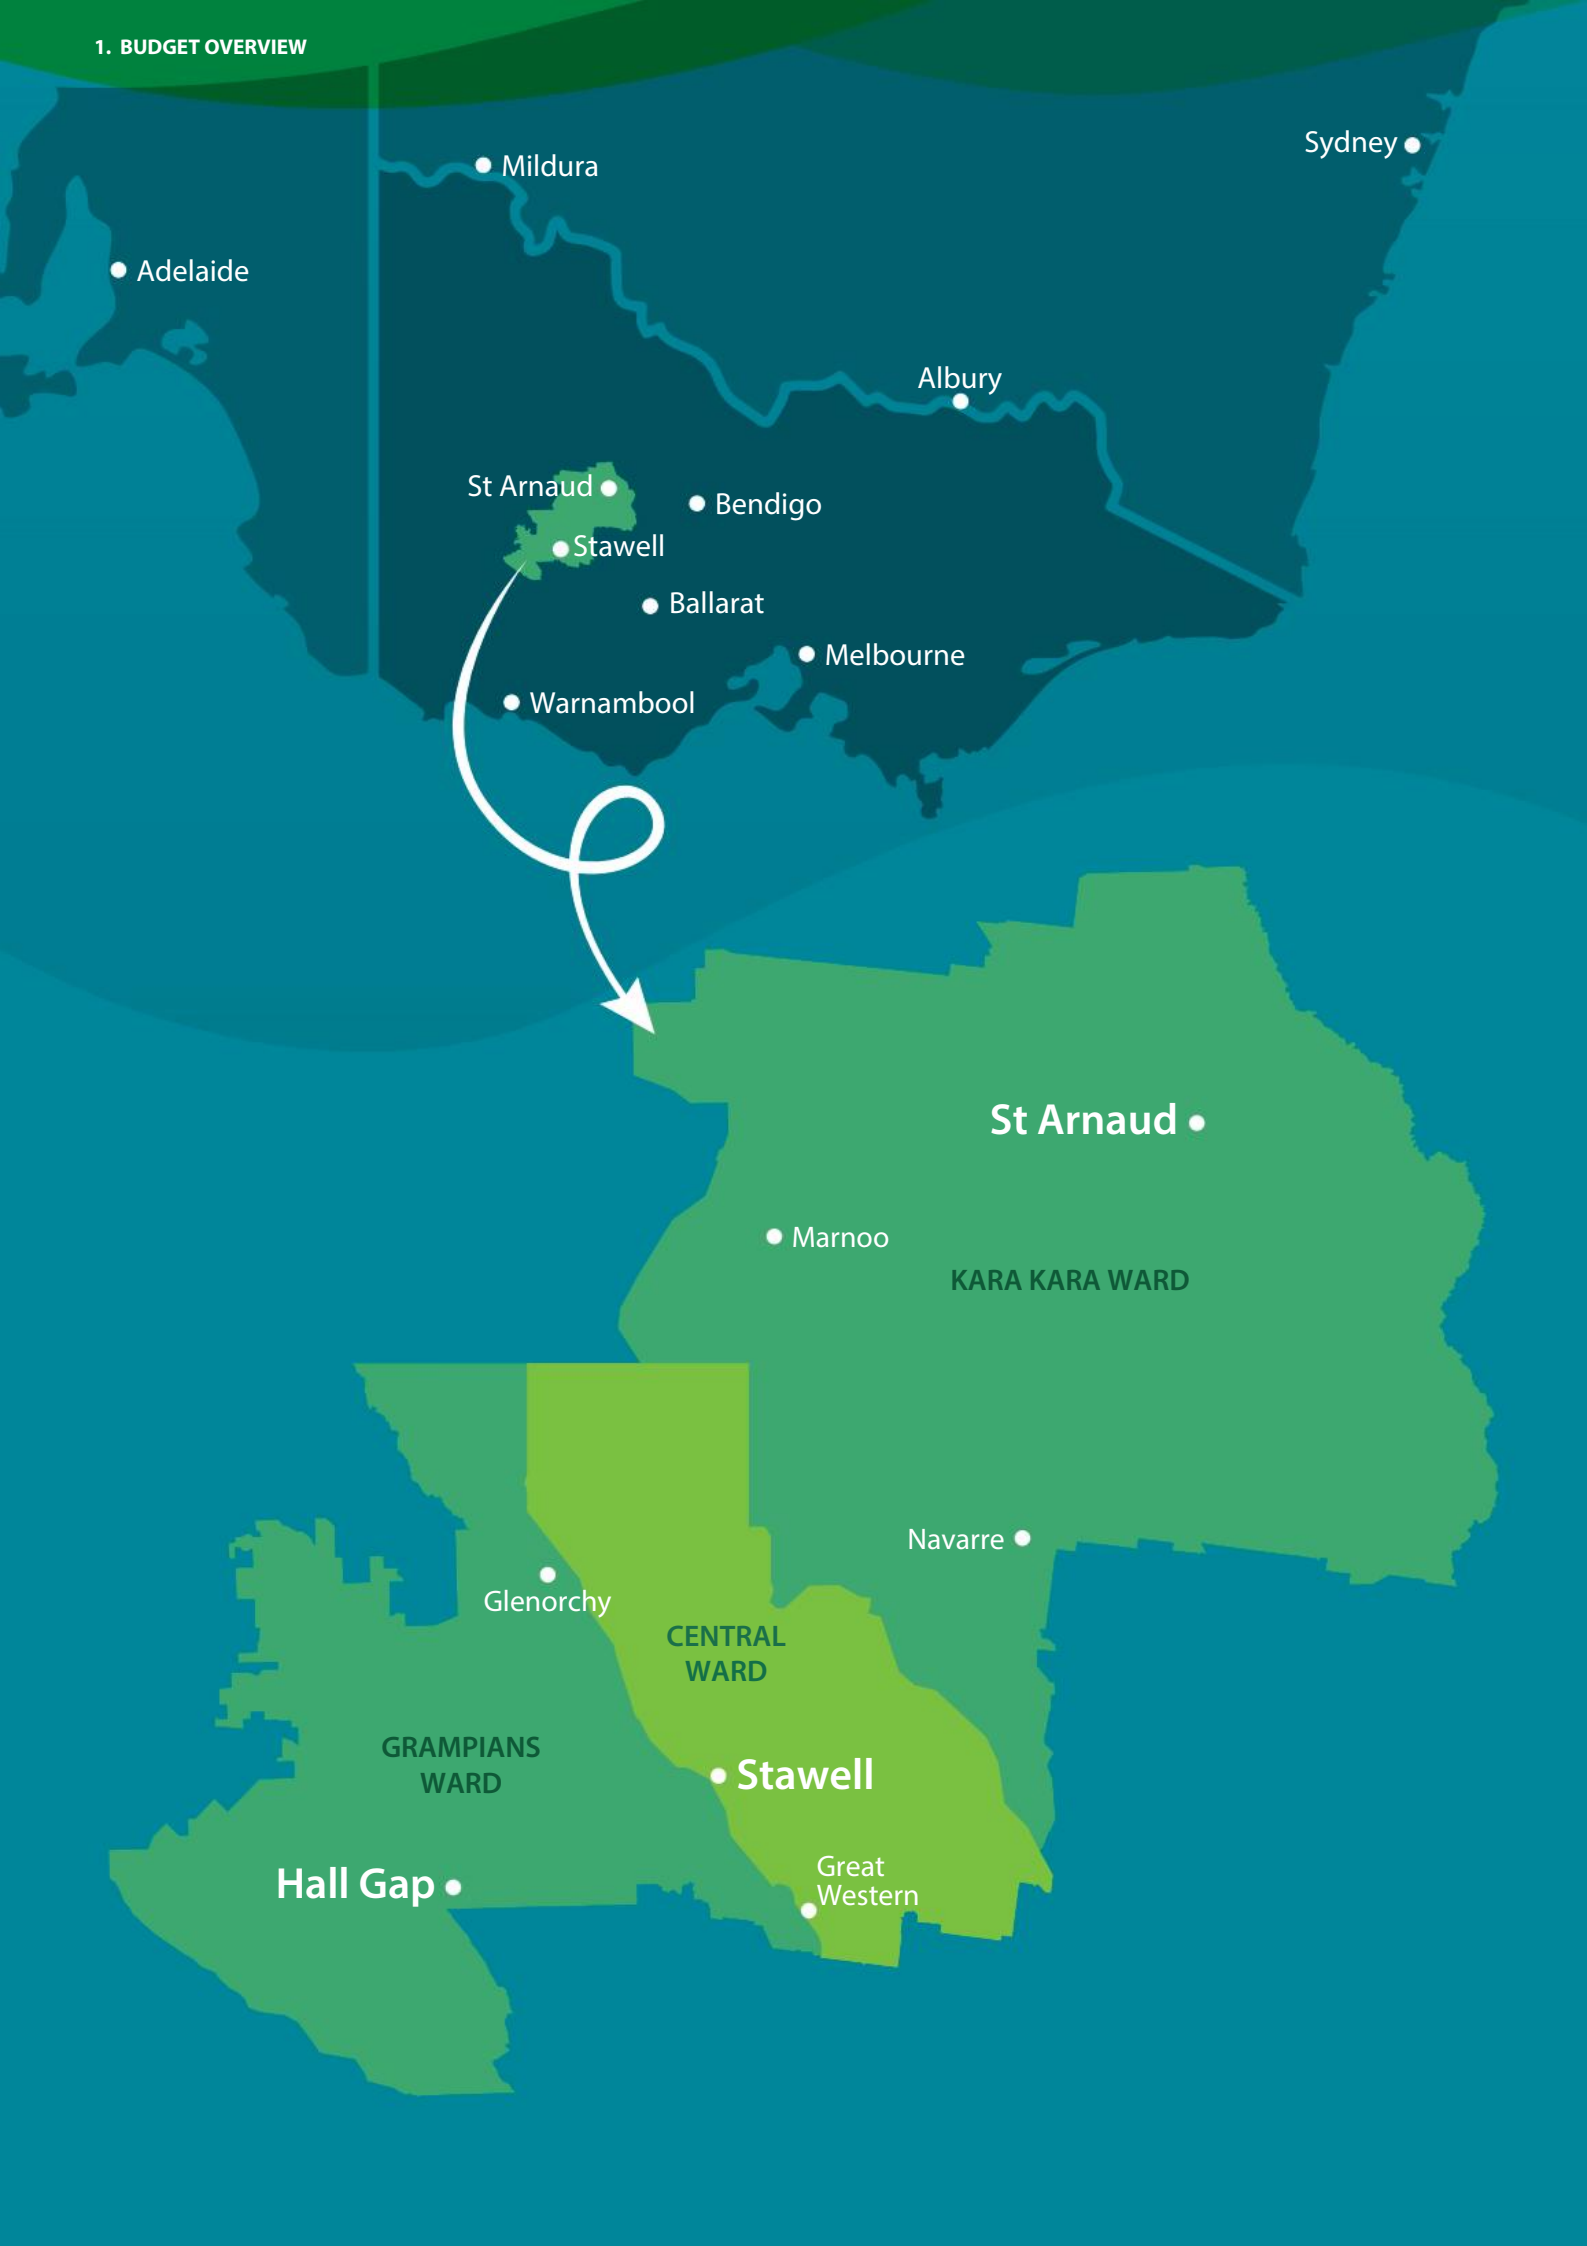 1. BUDGET OVERVIEW
Sydney
Mildura
Adelaide
Albury
St Arnaud
Bendigo
Stawell
Ballarat
Melbourne
Warnambool
St Arnaud
Marnoo
KARA KARA WARD
Navarre
Glenorchy
CENTRAL
WARD
GRAMPIANS
WARD
Stawell
Great
Western
Hall Gap